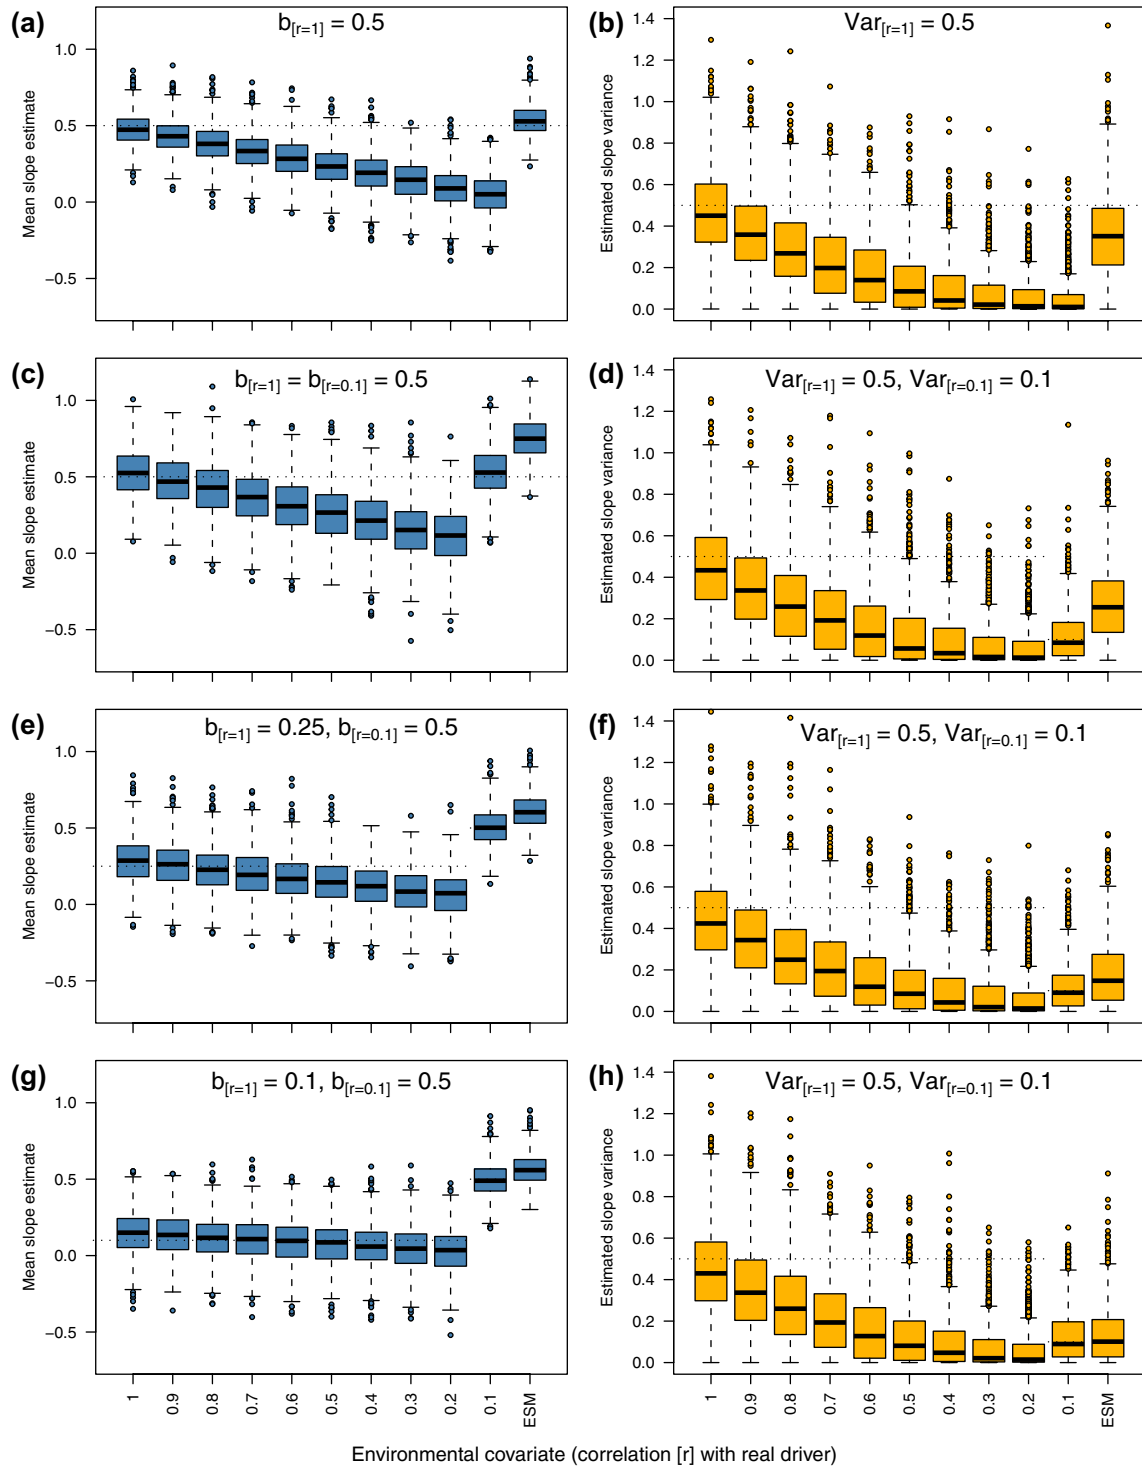 (a)
b[r=1] = 0.5
Mean slope estimate
1.0
0.5
0.0
−0.5
(b)
Var[r=1] = 0.5
Estimated slope variance
1.4
1.2
1.0
0.8
0.6
0.4
0.2
0.0
(c)
b[r=1] = b[r=0.1] = 0.5
Mean slope estimate
1.0
0.5
0.0
−0.5
(d)
Var[r=1] = 0.5, Var[r=0.1] = 0.1
Estimated slope variance
1.4
1.2
1.0
0.8
0.6
0.4
0.2
0.0
(e)
b[r=1] = 0.25, b[r=0.1] = 0.5
Mean slope estimate
1.0
0.5
0.0
−0.5
(f)
Var[r=1] = 0.5, Var[r=0.1] = 0.1
Estimated slope variance
1.4
1.2
1.0
0.8
0.6
0.4
0.2
0.0
(g)
b[r=1] = 0.1, b[r=0.1] = 0.5
Mean slope estimate
1.0
0.5
0.0
−0.5
1
0.9
0.8
0.7
0.6
0.5
0.4
0.3
0.2
0.1
ESM
(h)
Var[r=1] = 0.5, Var[r=0.1] = 0.1
Estimated slope variance
1.4
1.2
1.0
0.8
0.6
0.4
0.2
0.0
1
0.9
0.8
0.7
0.6
0.5
0.4
0.3
0.2
0.1
ESM
Environmental covariate (correlation [r] with real driver)